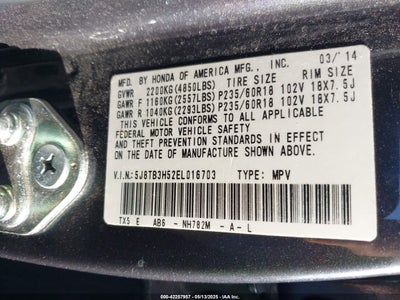 MFD. BY HONDA OF AMERICA MFG., INC. 03/'14
GVWR 2200KG(4850LBS) TIRE SIZE RIM SIZE
GAWR F 1160KG(2557LBS) P235/60R18 102V 18X7.5J
GAWR R 1040KG(2293LBS) P235/60R18 102V 18X7.5J
THIS VEHICLE CONFORMS TO ALL APPLICABLE
FEDERAL MOTOR VEHICLE SAFETY
AND THEFT PREVENTION STANDARDS IN EFFECT
ON THE DATE OF MANUFACTURE SHOWN ABOVE.
V.I.N.:5J8TB3H52EL016703 TYPE: MPV
TX5 E AB6 - NH782M -A-L
000-42207957 - 05/13/2025 - IAA Inc.